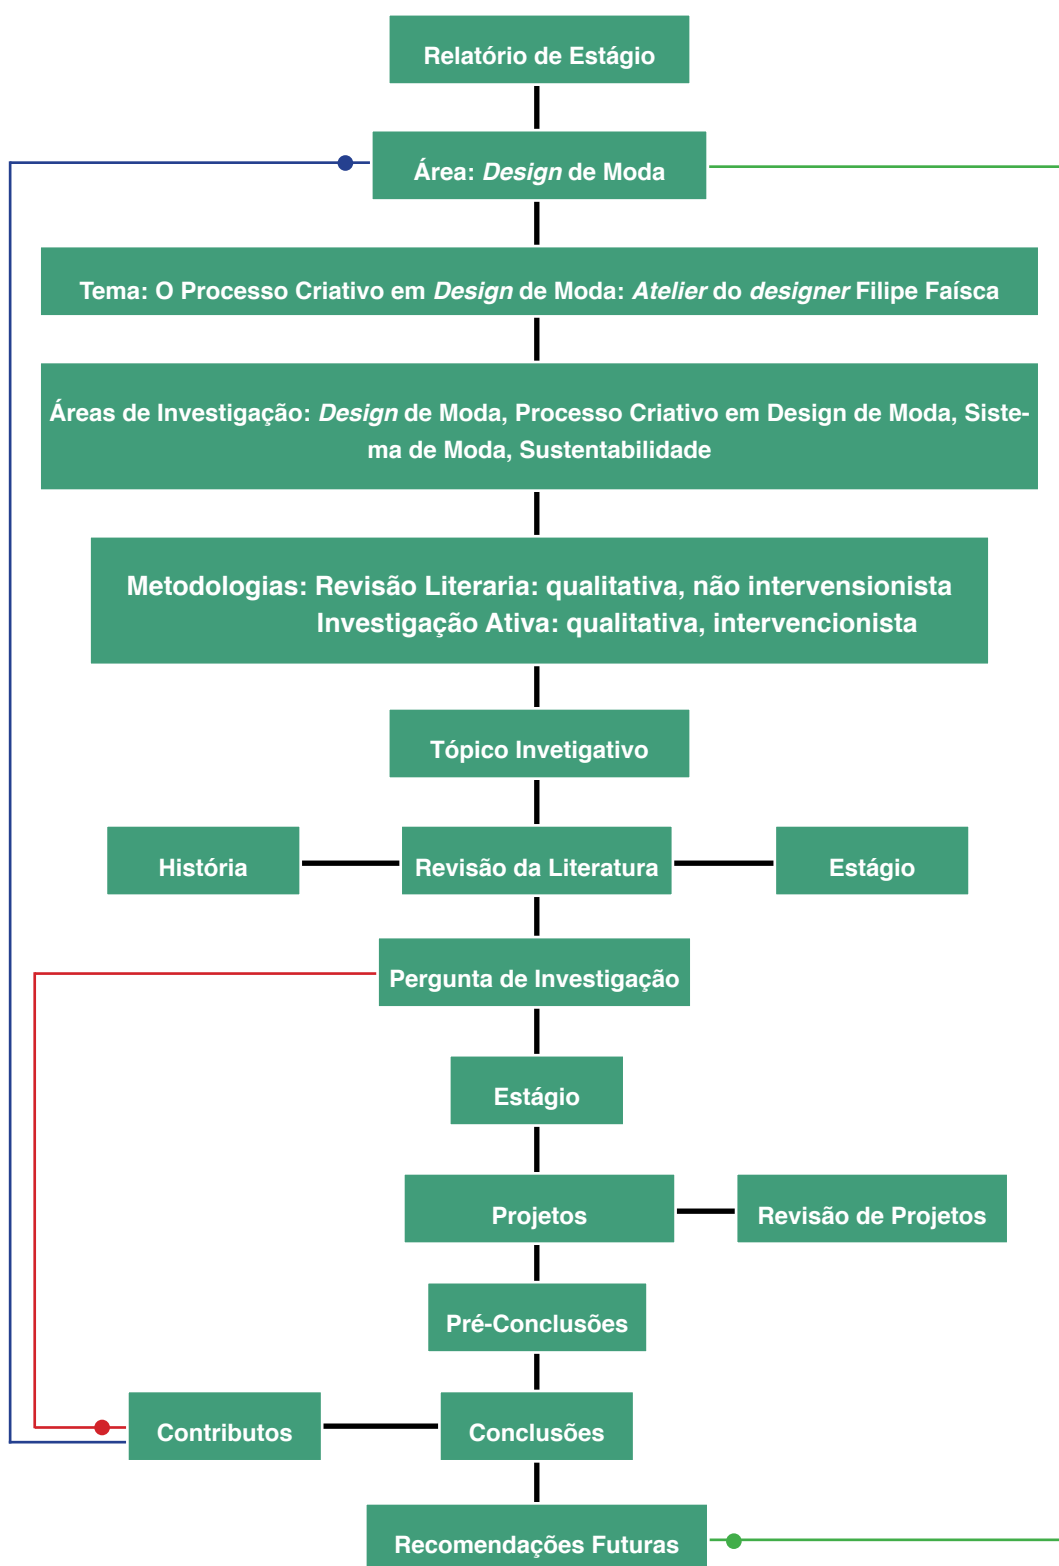 Relatório de Estágio
Área: Design de Moda
Tema: O Processo Criativo em Design de Moda: Atelier do designer Filipe Faísca
Áreas de Investigação: Design de Moda, Processo Criativo em Design de Moda, Siste-
ma de Moda, Sustentabilidade
Metodologias: Revisão Literaria: qualitativa, não intervensionista
Investigação Ativa: qualitativa, intervencionista
Tópico Invetigativo
História
Revisão da Literatura
Estágio
Pergunta de Investigação
Estágio
Projetos
Revisão de Projetos
Pré-Conclusões
Contributos
Conclusões
Recomendações Futuras